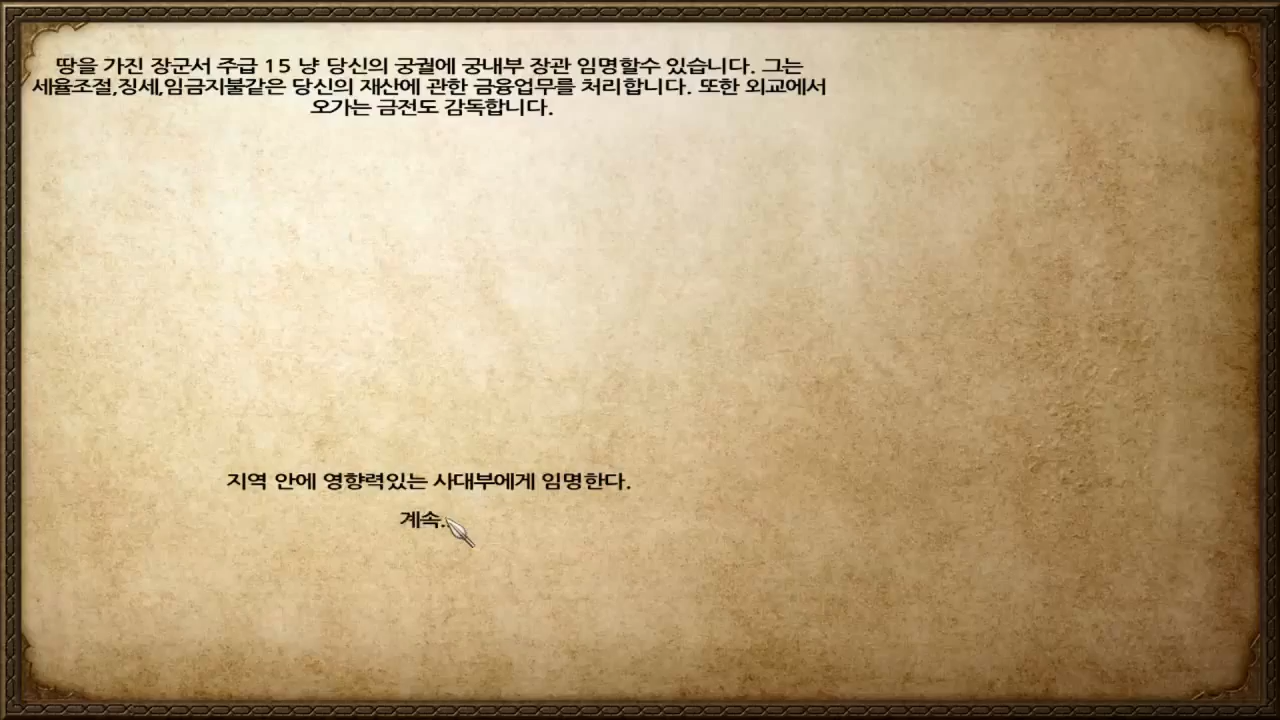 땅을 가진 장군서 주급 15 냥 당신의 궁궐에 궁내부 장관 임명할수 있습니다. 그는
세율조절,징세,임금지불같은 당신의 재산에 관한 금융업무를 처리합니다. 또한 외교에서
오가는 금전도 감독합니다.
지역 안에 영향력있는 사대부에게 임명한다.
계속..